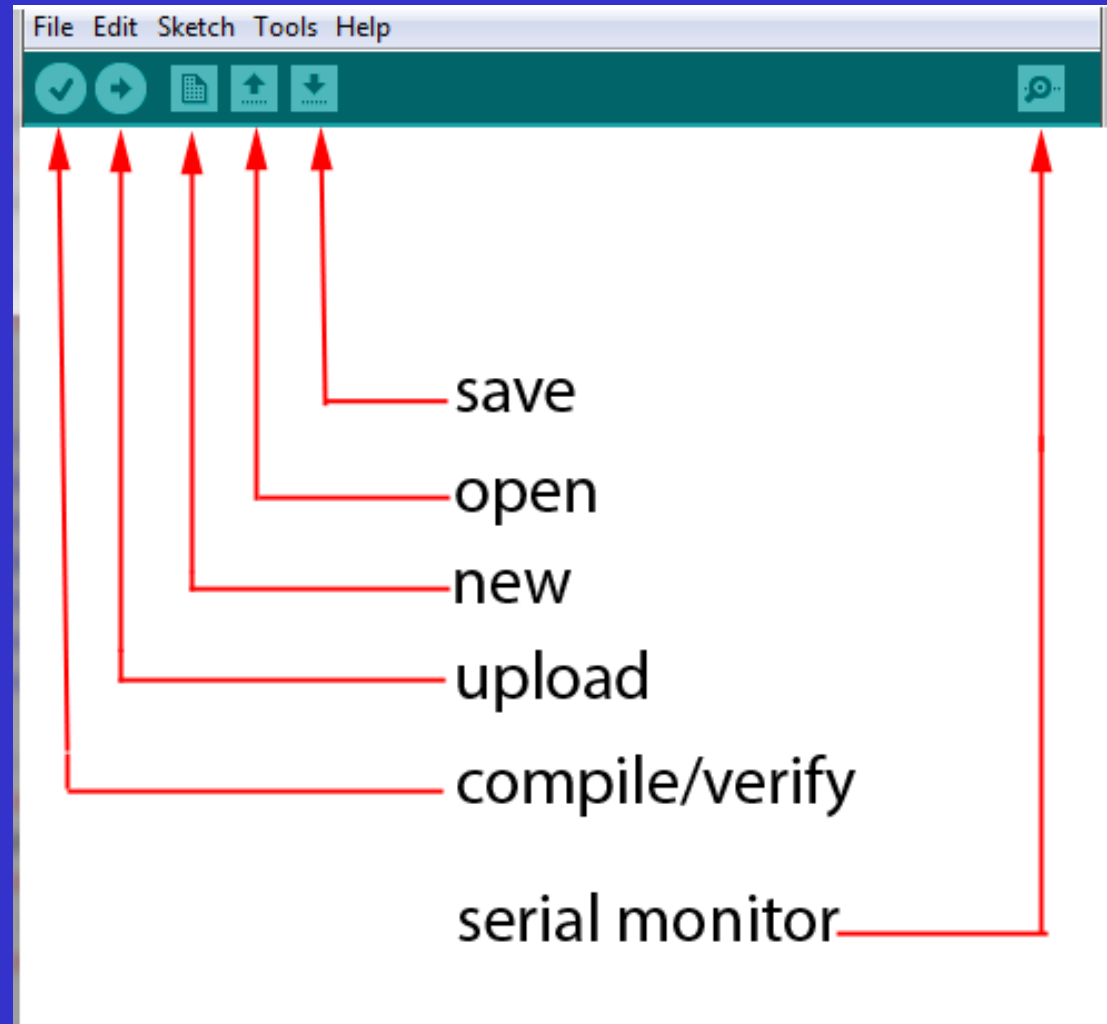 File Edit Sketch Tools Help
save
open
new
upload
compile/verify
serial monitor